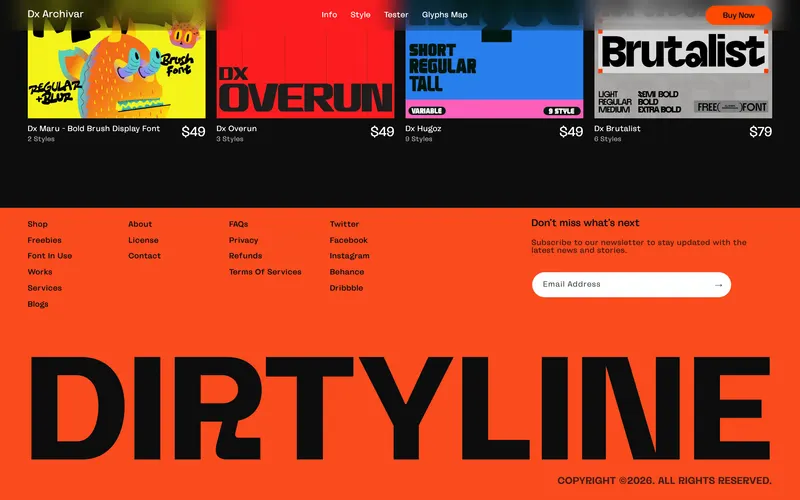 Dx Archivar
Info
Style
Tester
Glyphs Map
Buy Now
REGULAR
+BLUR
Brush
Font
DX
OVERUN
SHORT
REGULAR
TALL
VARIABLE
9 STYLE
Brutalist
LIGHT
REGULAR
MEDIUM
SEMI BOLD
BOLD
EXTRA BOLD
FREE
FONT
Dx Maru - Bold Brush Display Font
$49
2 Styles
Dx Overun
$49
3 Styles
Dx Hugoz
$49
9 Styles
Dx Brutalist
$79
6 Styles
Shop
Freebies
Font In Use
Works
Services
Blogs
About
License
Contact
FAQs
Privacy
Refunds
Terms Of Services
Twitter
Facebook
Instagram
Behance
Dribbble
Don't miss what's next
Subscribe to our newsletter to stay updated with the
latest news and stories.
Email Address →
DIRTYLINE
COPYRIGHT ©2026. ALL RIGHTS RESERVED.